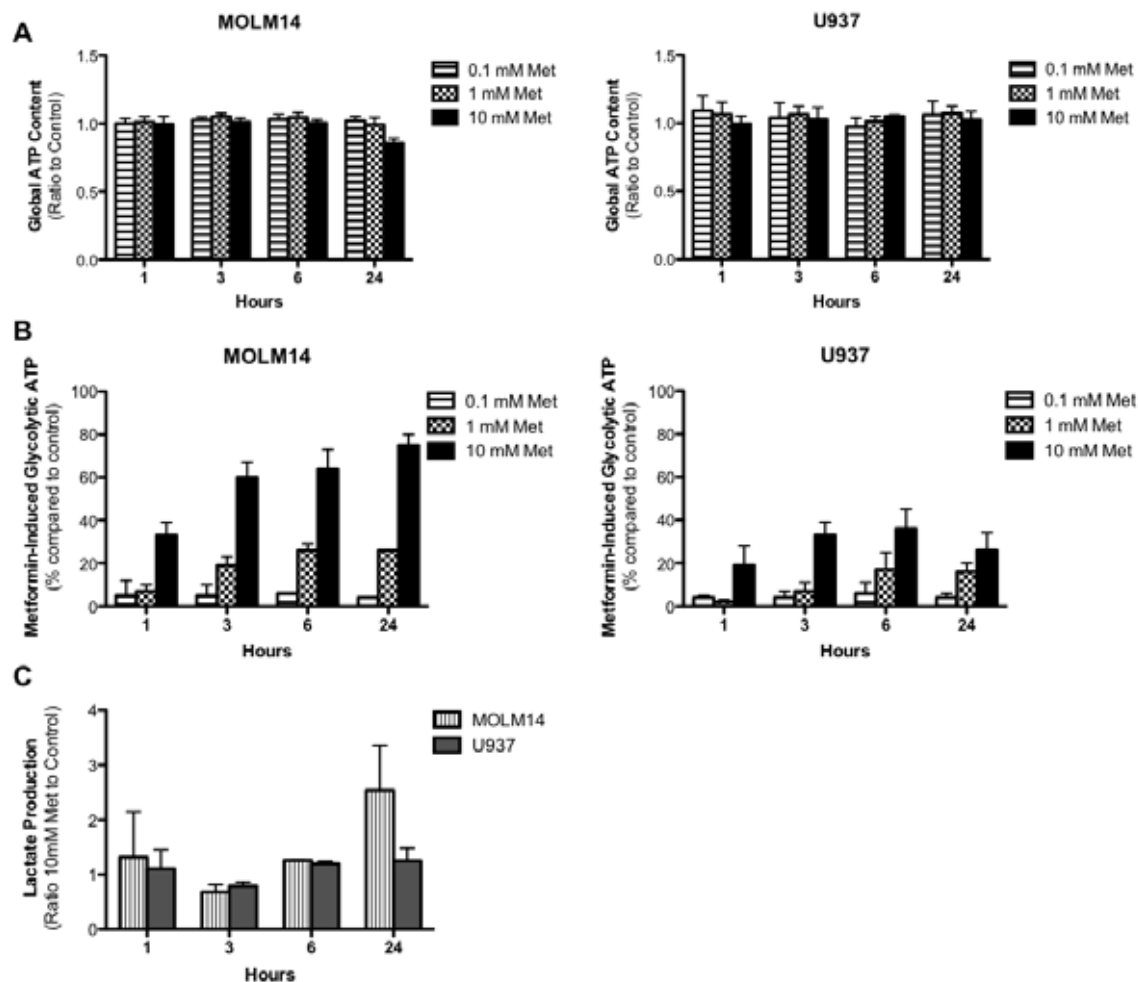 A
MOLM14
Global ATP Content
(Ratio to Control)
1.5
1.0
0.5
0.0
1 3 6 24
Hours
0.1 mM Met
1 mM Met
10 mM Met
U937
Global ATP Content
(Ratio to Control)
1.5
1.0
0.5
0.0
1 3 6 24
Hours
0.1 mM Met
1 mM Met
10 mM Met
B
MOLM14
Metformin-Induced Glycolytic ATP
(% compared to control)
100
80
60
40
20
0
1 3 6 24
Hours
0.1 mM Met
1 mM Met
10 mM Met
U937
Metformin-Induced Glycolytic ATP
(% compared to control)
100
80
60
40
20
0
1 3 6 24
Hours
0.1 mM Met
1 mM Met
10 mM Met
C
Lactate Production
(Ratio 10mM Met to Control)
4
3
2
1
0
1 3 6 24
Hours
MOLM14
U937